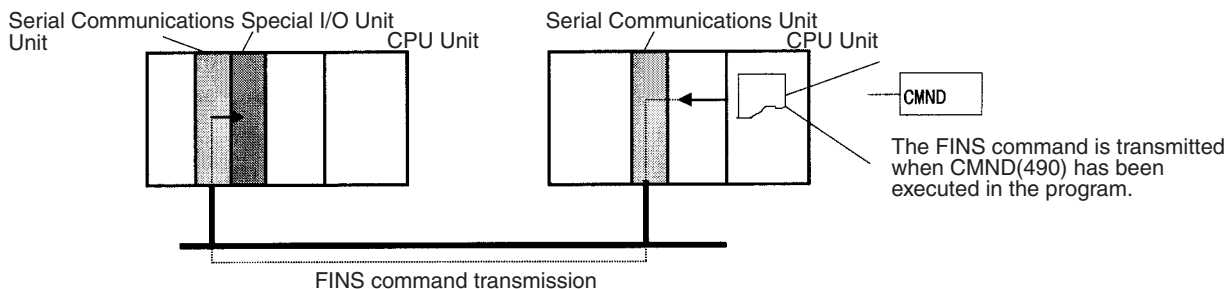 Serial Communications Special I/O Unit
Unit
CPU Unit
Serial Communications Unit
CPU Unit
CMND
The FINS command is transmitted
when CMND(490) has been
executed in the program.
FINS command transmission